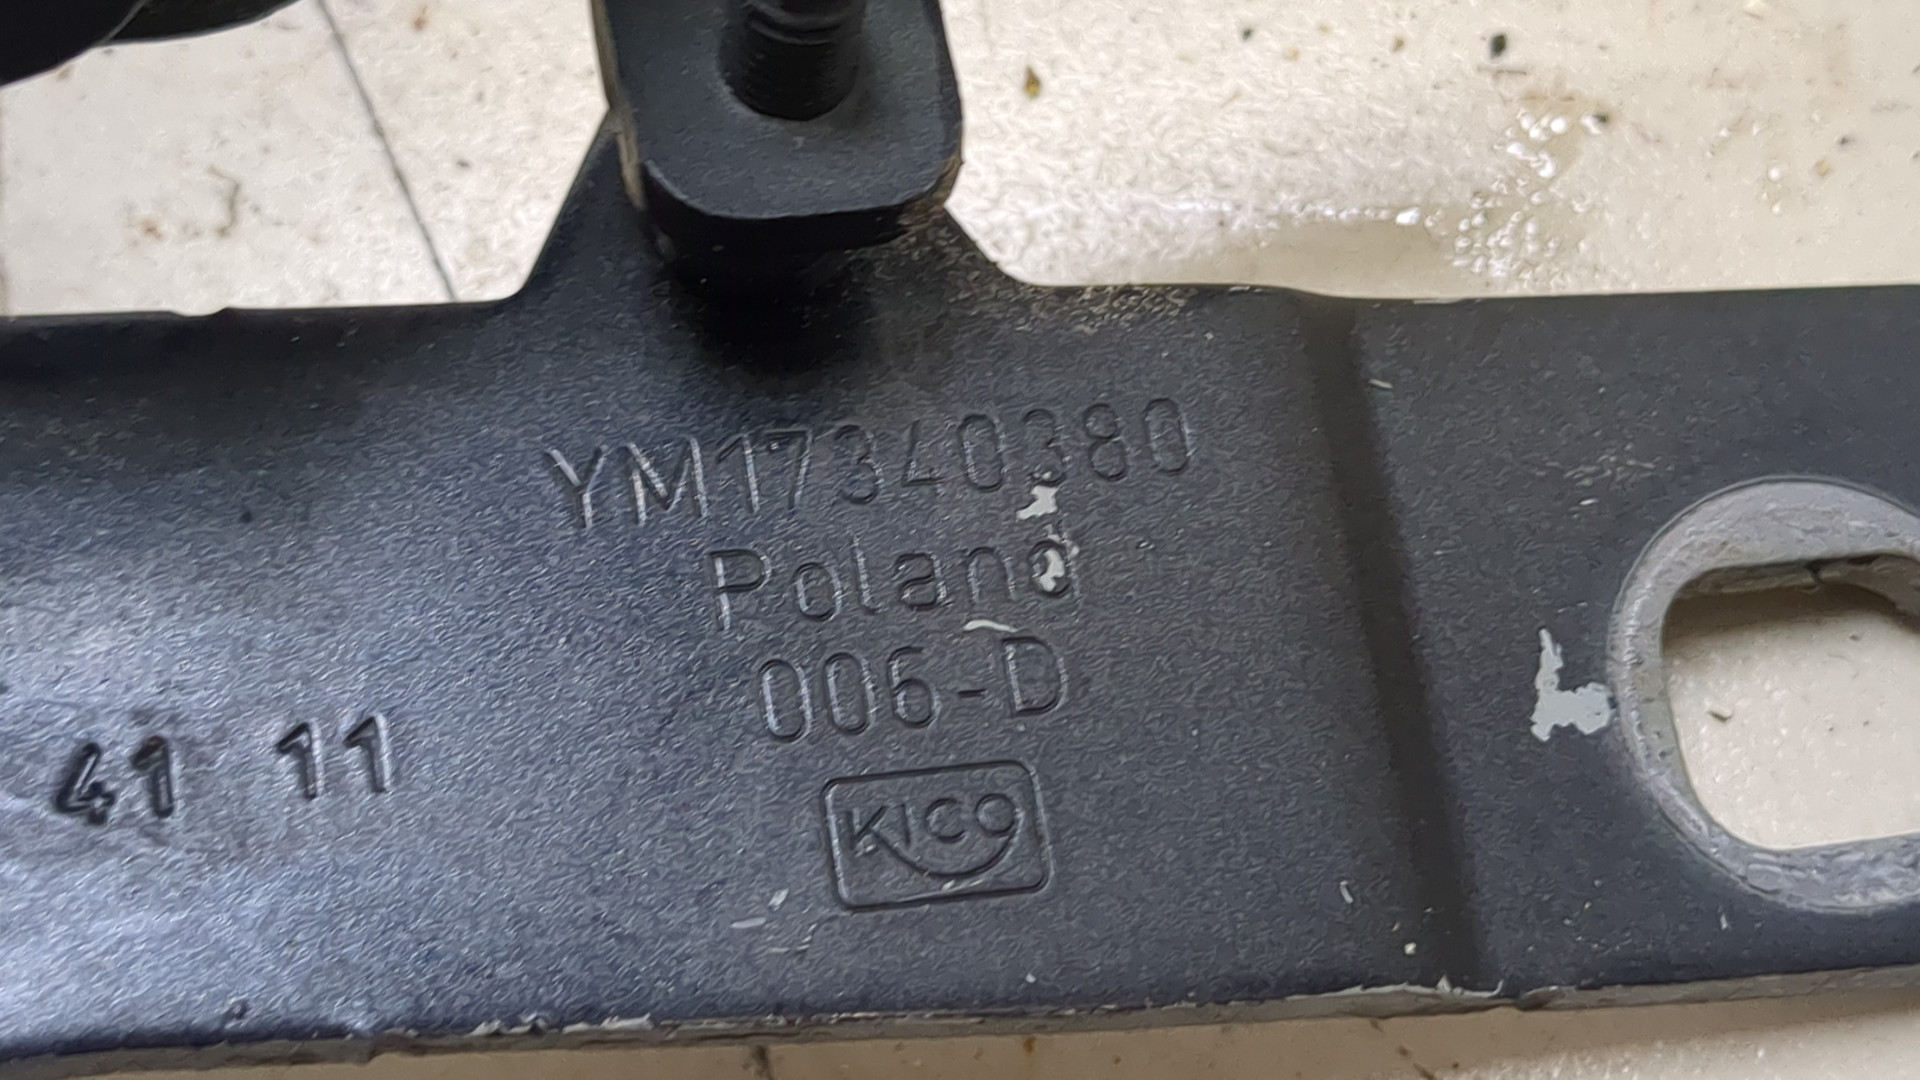 YM17340380
Poland
006-D
41 11
KICO